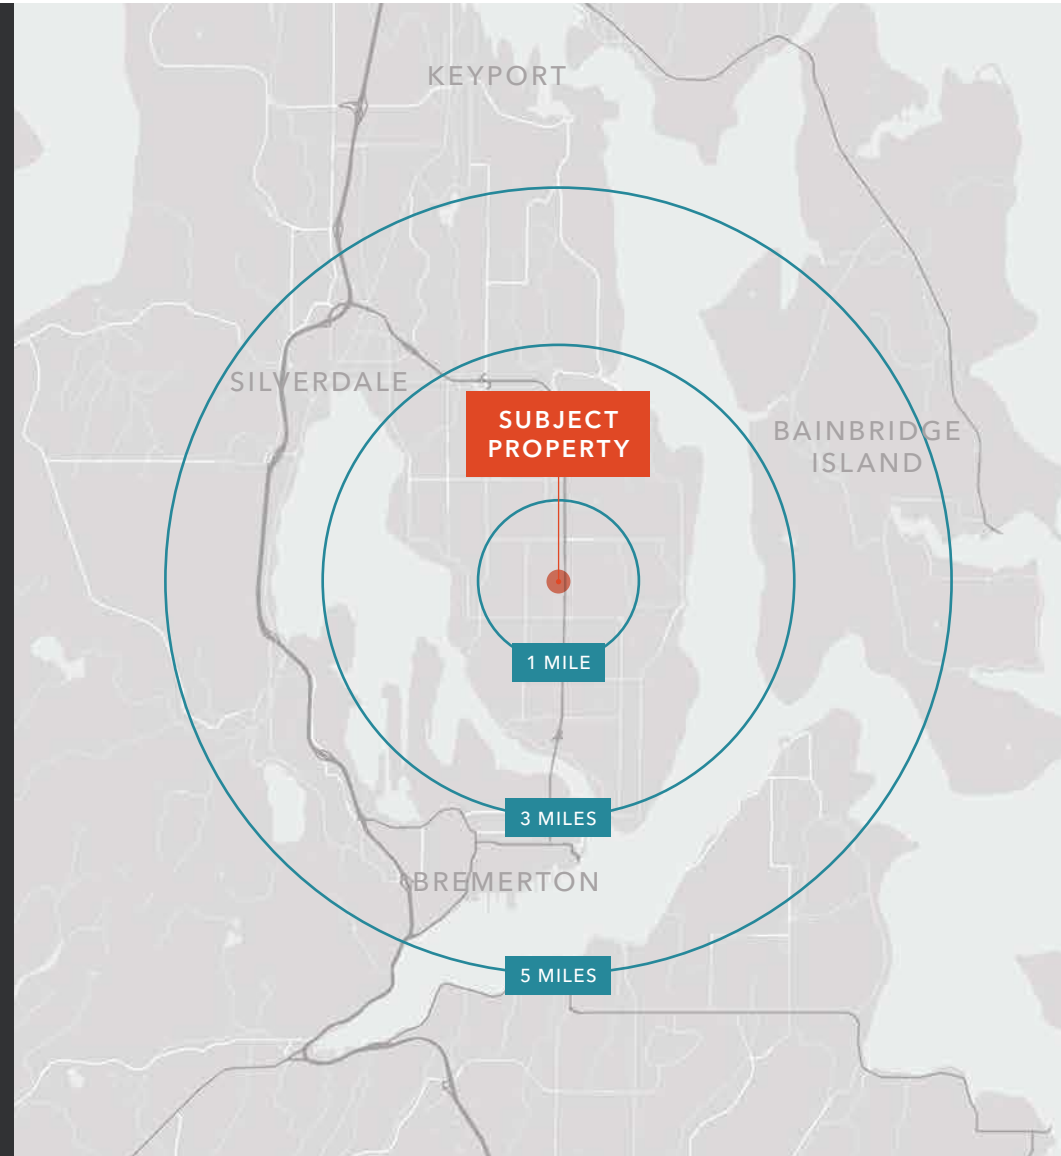 KEYPORT
SILVERDALE
SUBJECT
PROPERTY
BAINBRIDGE
ISLAND
1 MILE
3 MILES
BREMERTON
5 MILES